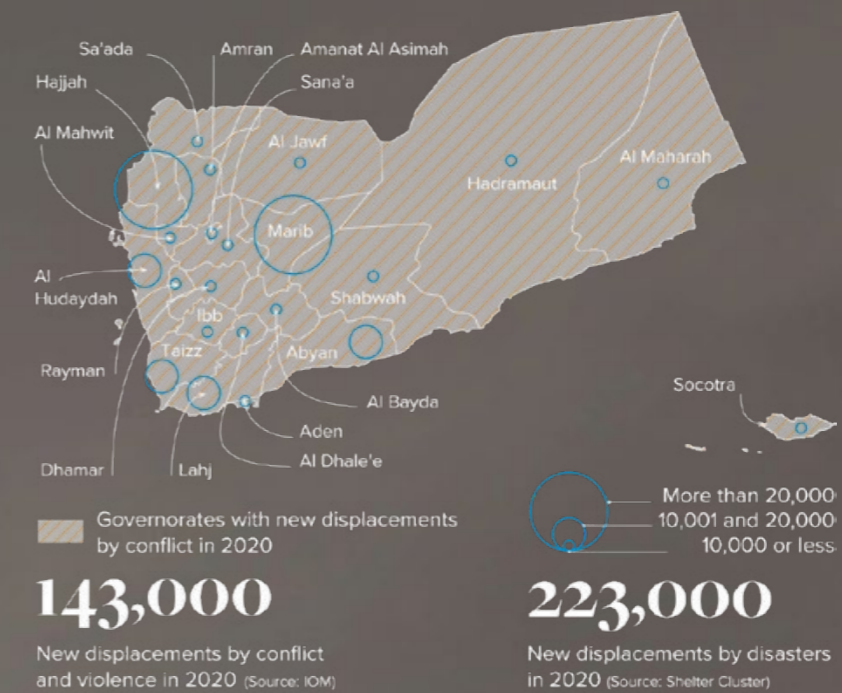 Sa'ada
Amran
Amanat Al Asimah
Hajjah
Sana'a
Al Mahwit
Al Jawf
Al Maharah
Hadramaut
Marib
Al
Hudaydah
Shabwah
Ibb
Taizz
Abyan
Rayman
Al Bayda
Socotra
Aden
Dhamar
Lahj
Al Dhale'e
Governorates with new displacements
by conflict in 2020
More than 20,000
10,001 and 20,000
10,000 or less
143,000
New displacements by conflict
and violence in 2020 (Source: IOM)
223,000
New displacements by disasters
in 2020 (Source: Shelter Cluster)